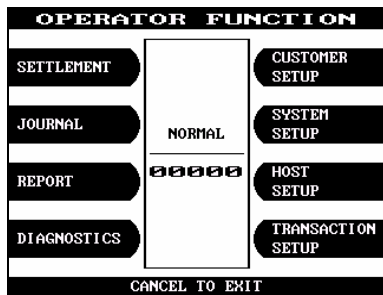 OPERATOR FUNCTION
SETTLEMENT
CUSTOMER
SETUP
JOURNAL
SYSTEM
SETUP
NORMAL
REPORT
00000
HOST
SETUP
DIAGNOSTICS
TRANSACTION
SETUP
CANCEL TO EXIT